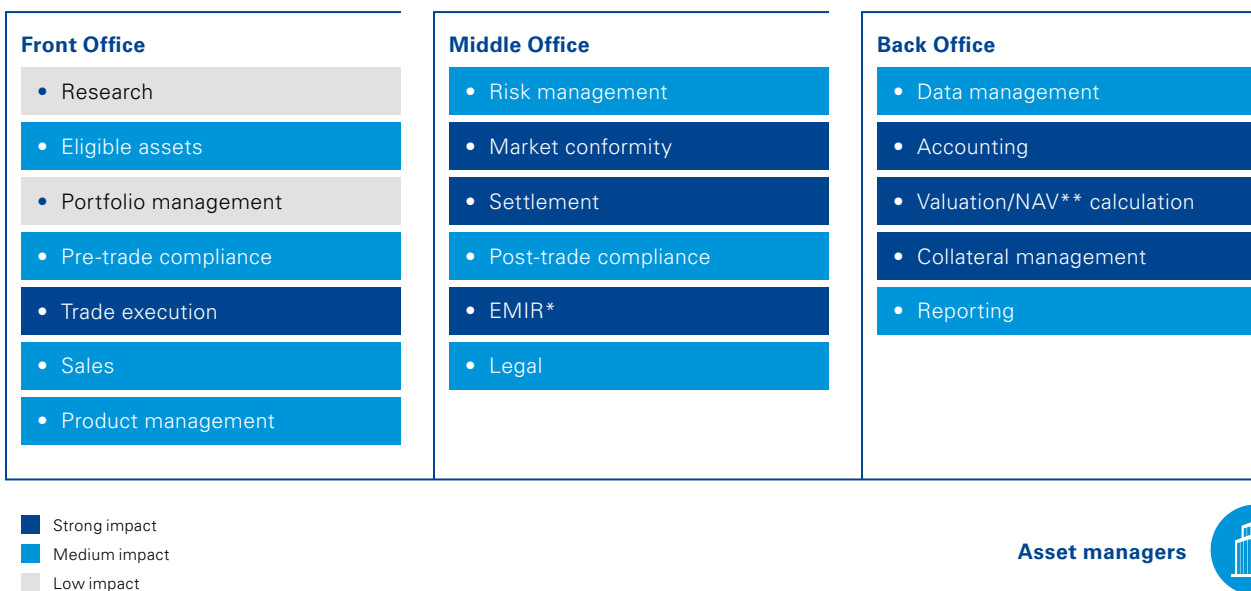 Front Office
• Research
• Eligible assets
• Portfolio management
• Pre-trade compliance
• Trade execution
• Sales
• Product management
Middle Office
• Risk management
• Market conformity
• Settlement
• Post-trade compliance
• EMIR*
• Legal
Back Office
• Data management
• Accounting
• Valuation/NAV** calculation
• Collateral management
• Reporting
Strong impact
Medium impact
Low impact
Asset managers